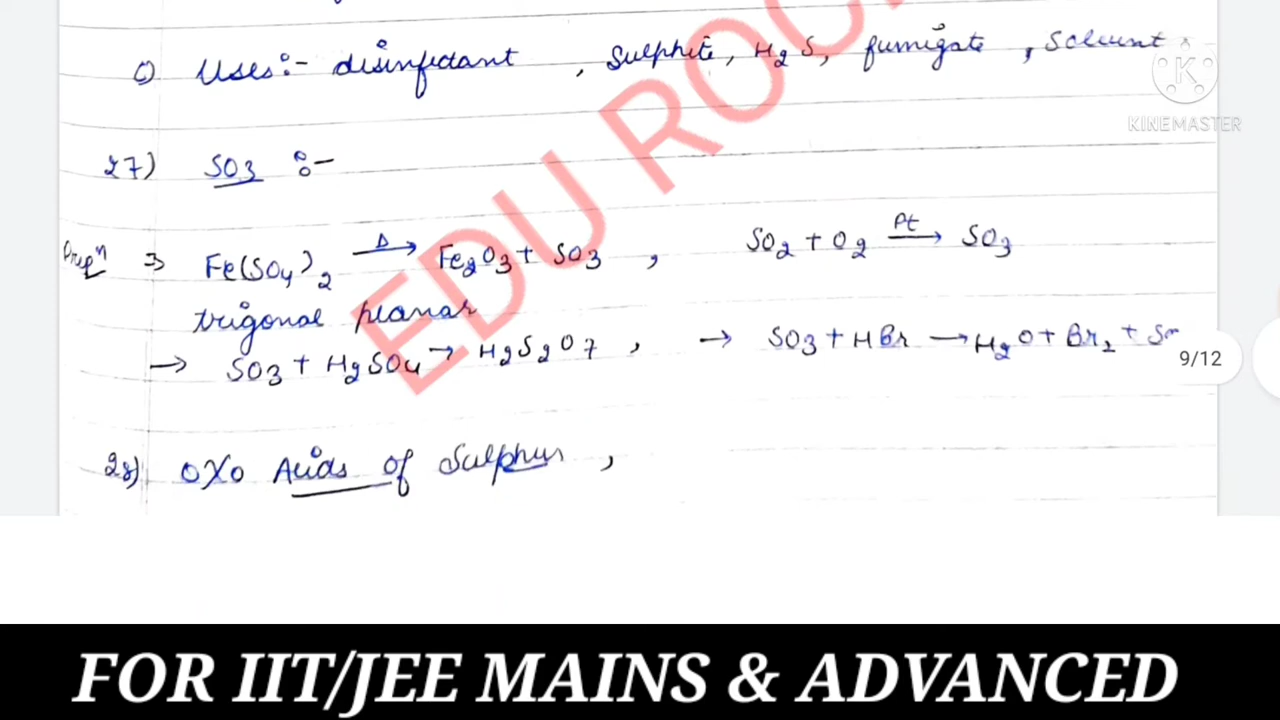 c) Uses:- disinfectant , Sulphite, H2S, fumigate , Solvent.
KINEMASTER
27) SO3 :-
Prepn ⇒ Fe(SO4)2 Δ→ Fe2O3 + SO3 , SO2 + O2 Pt→ SO3
trigonal planar
→ SO3 + H2SO4 → H2S2O7 , → SO3 + HBr → H2O + Br2 +
9/12
28) OXO Acids of Sulphur ,
EDU ROC
FOR IIT/JEE MAINS & ADVANCED